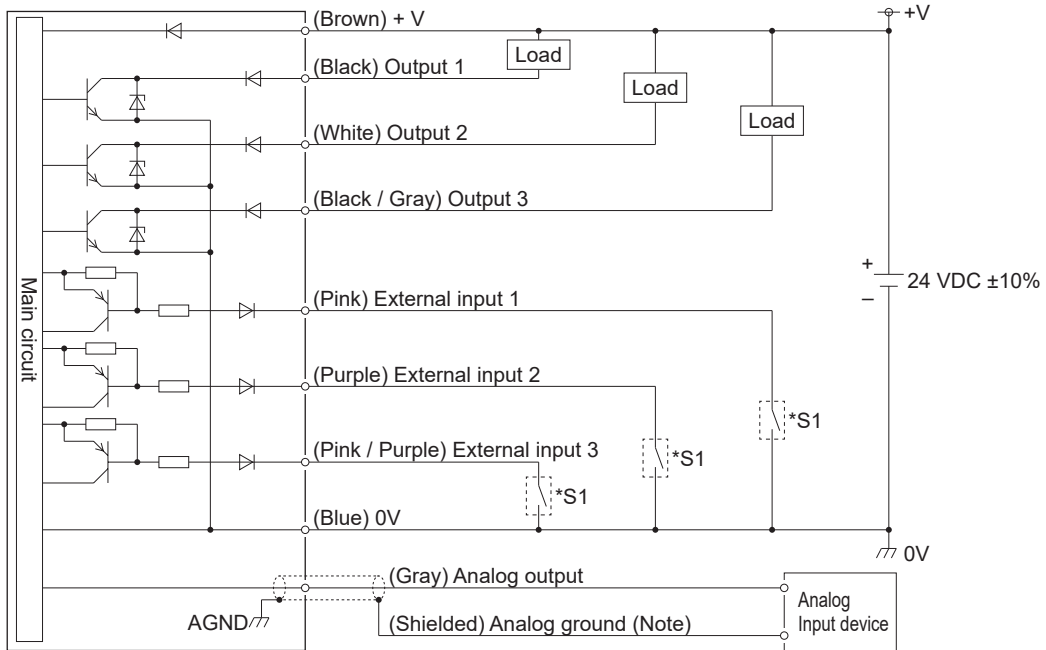 (Brown) + V
+V
Load
(Black) Output 1
Load
Load
(White) Output 2
(Black / Gray) Output 3
+
24 VDC ±10%
–
Main circuit
(Pink) External input 1
(Purple) External input 2
*S1
(Pink / Purple) External input 3
*S1
*S1
(Blue) 0V
0V
(Gray) Analog output
Analog
Input device
AGND
(Shielded) Analog ground (Note)